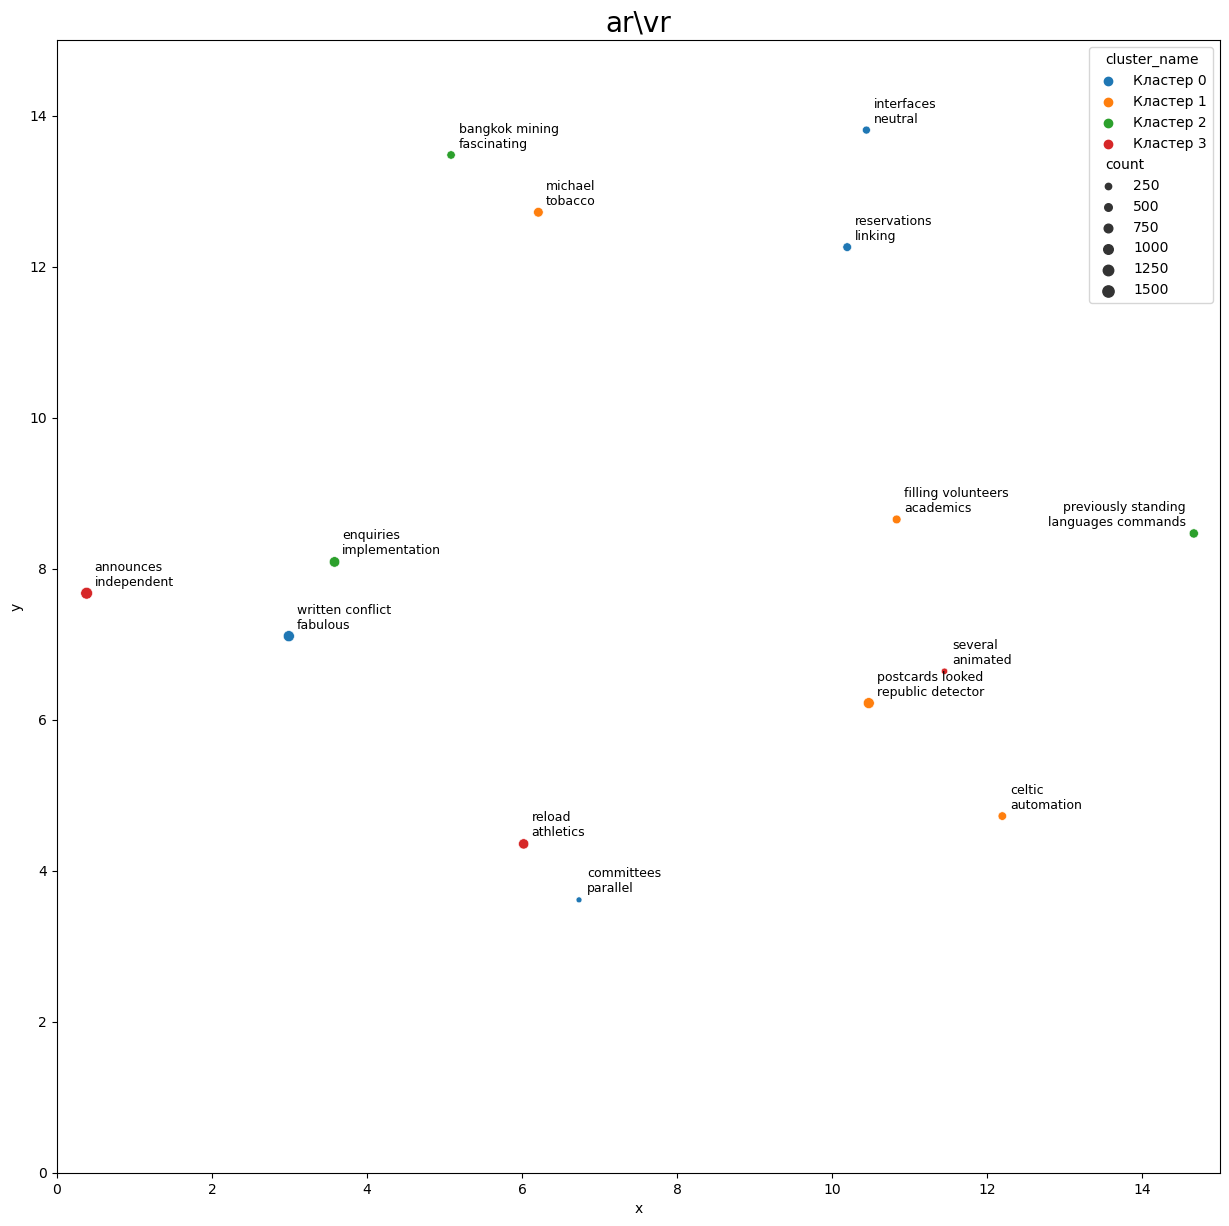 ar\vr
cluster_name
Кластер 0
Кластер 1
Кластер 2
Кластер 3
count
250
500
750
1000
1250
1500
interfaces
neutral
bangkok mining
fascinating
michael
tobacco
reservations
linking
filling volunteers
academics
previously standing
languages commands
enquiries
implementation
announces
independent
written conflict
fabulous
several
animated
postcards looked
republic detector
celtic
automation
reload
athletics
committees
parallel
14
12
10
8
6
4
2
0
y
0
2
4
6
8
10
12
14
x